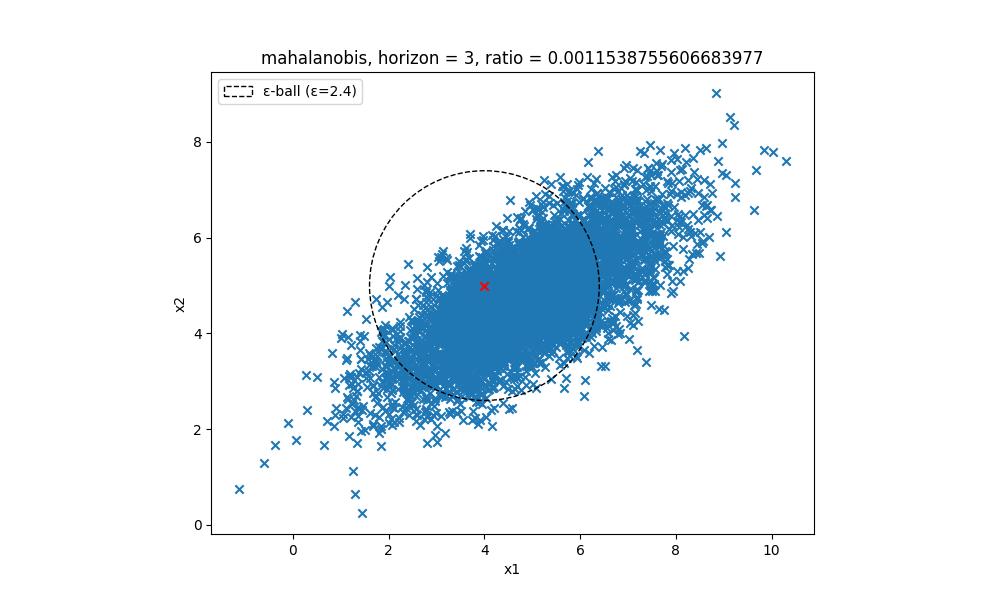 mahalanobis, horizon = 3, ratio = 0.0011538755606683977
ε-ball (ε=2.4)
8
6
4
2
0
x2
0 2 4 6 8 10
x1